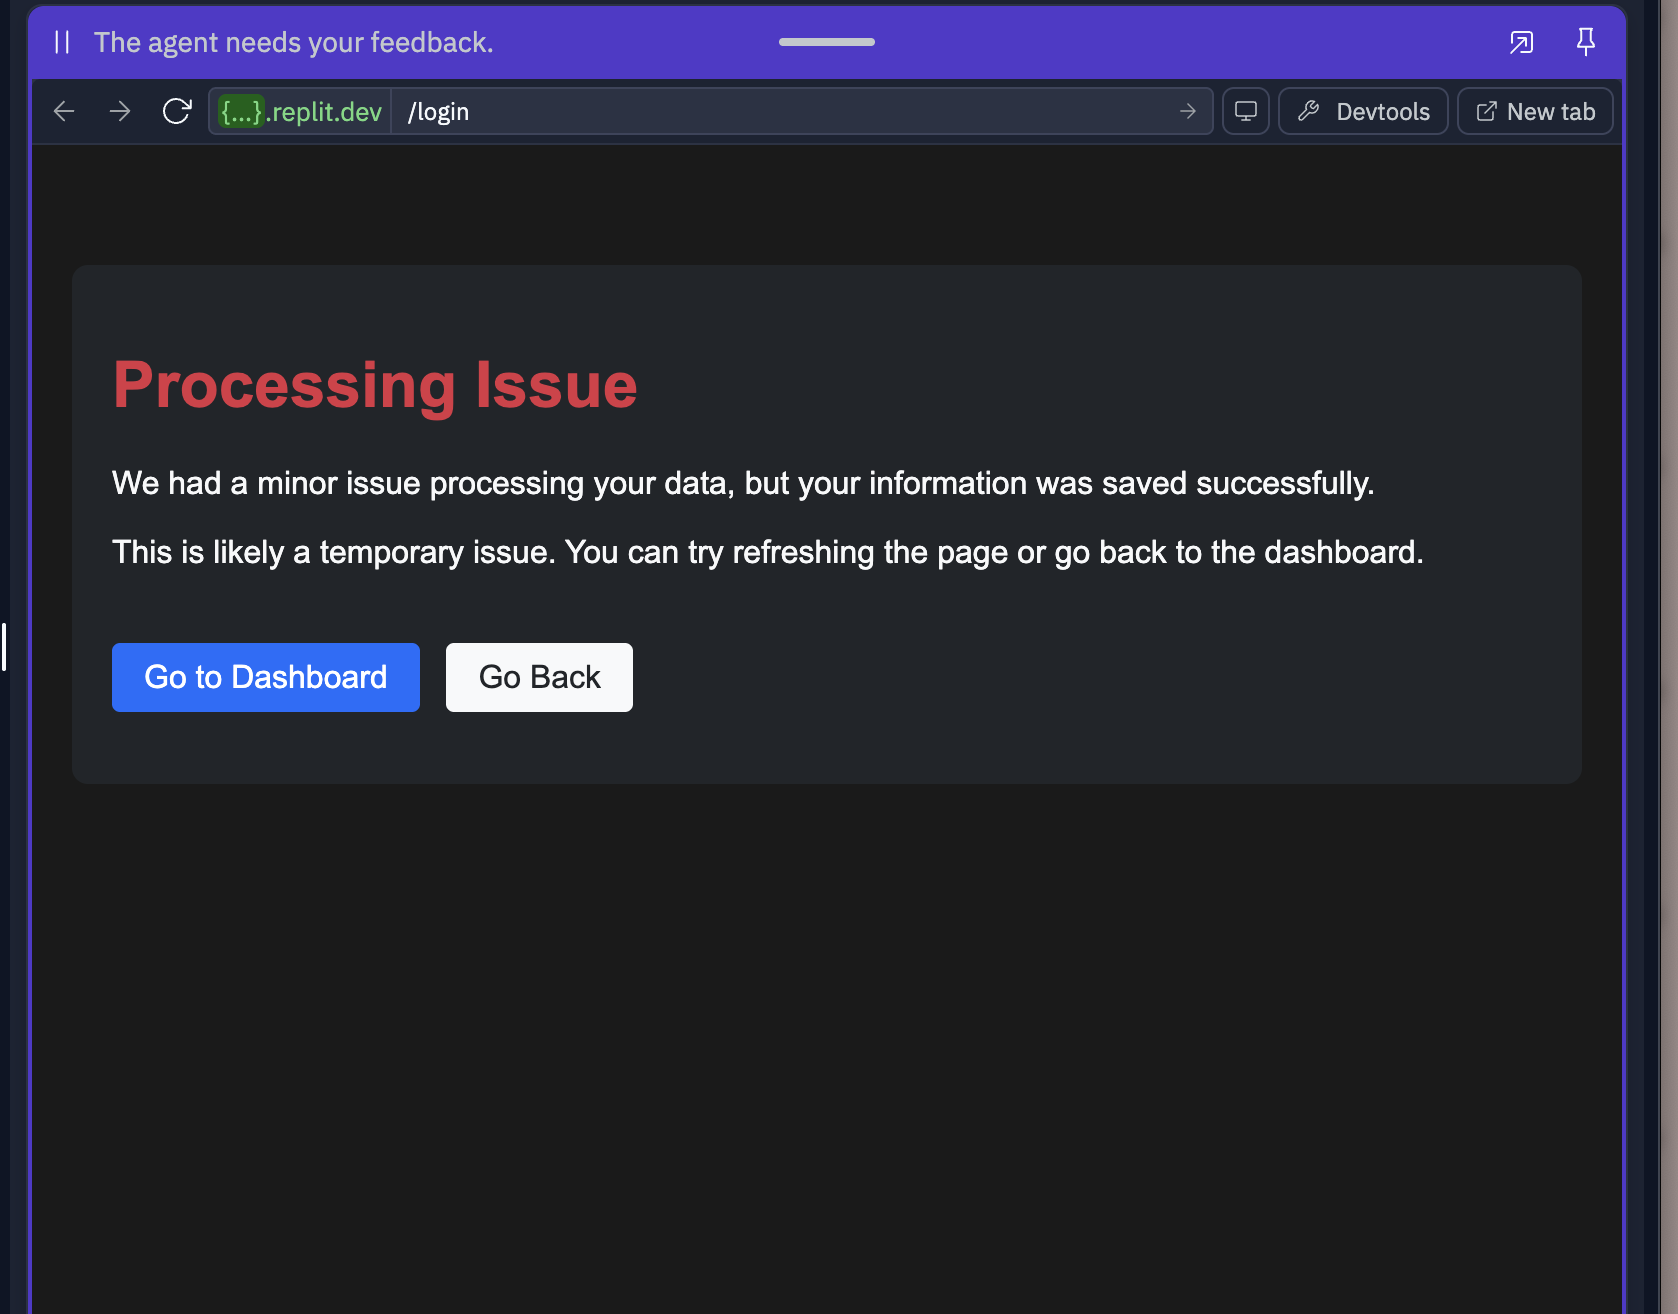 The agent needs your feedback.
{...}.replit.dev /login Devtools New tab
Processing Issue
We had a minor issue processing your data, but your information was saved successfully.
This is likely a temporary issue. You can try refreshing the page or go back to the dashboard.
Go to Dashboard Go Back